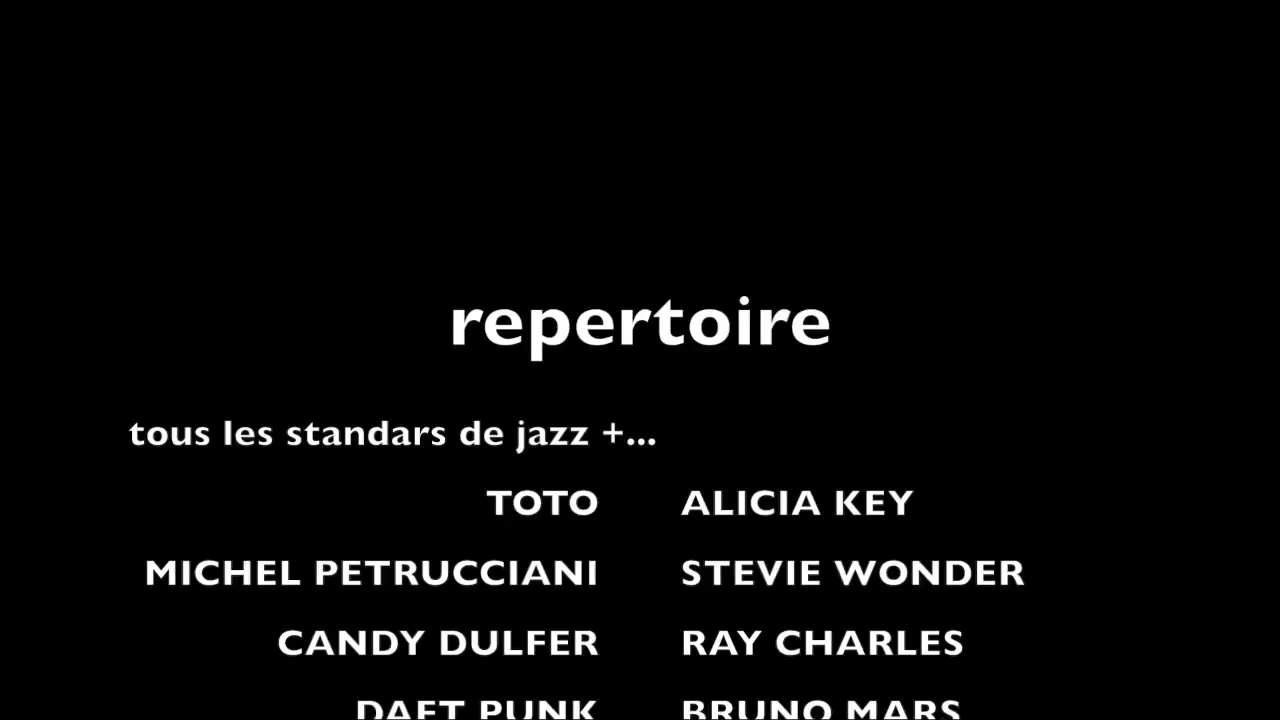 repertoire
tous les standars de jazz +...
TOTO ALICIA KEY
MICHEL PETRUCCIANI STEVIE WONDER
CANDY DULFER RAY CHARLES
DAFT PUNK BRUNO MARS